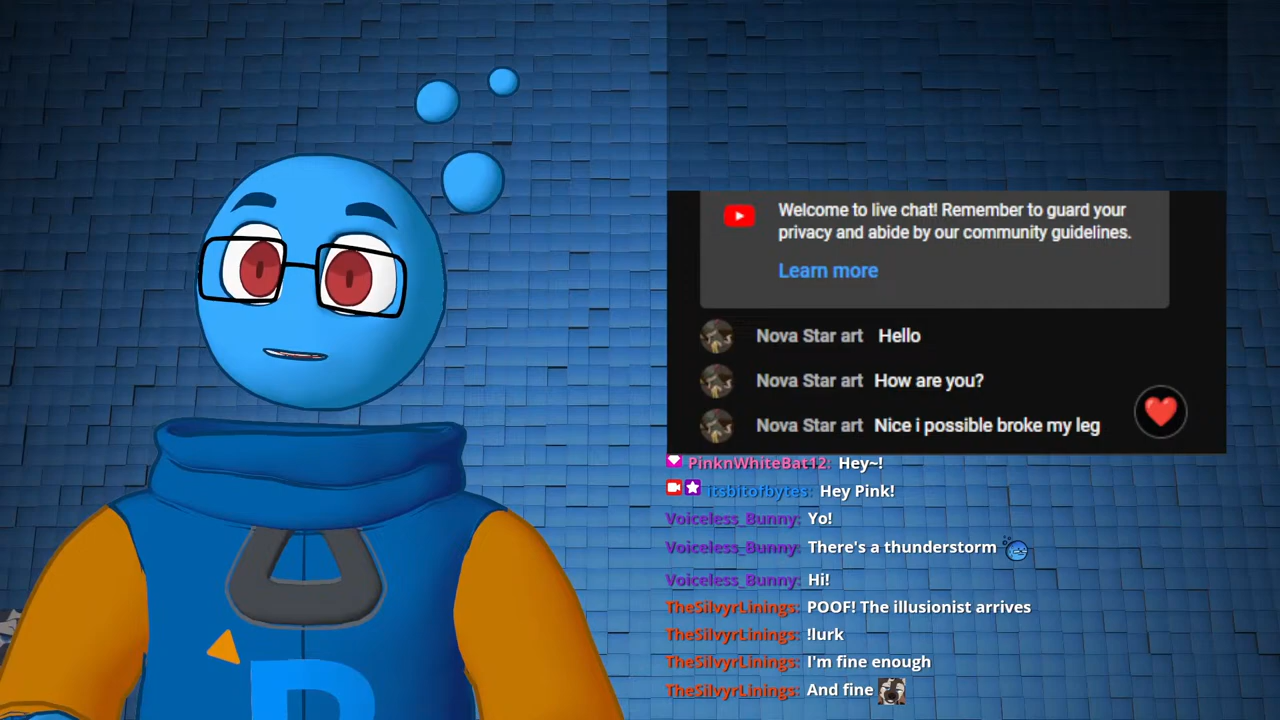 Welcome to live chat! Remember to guard your
privacy and abide by our community guidelines.
Learn more
Nova Star art Hello
Nova Star art How are you?
Nova Star art Nice i possible broke my leg
PinknWhiteBat12: Hey~!
itsbitofbytes: Hey Pink!
Voiceless_Bunny: Yo!
Voiceless_Bunny: There's a thunderstorm
Voiceless_Bunny: Hi!
TheSilvyrLinings: POOF! The illusionist arrives
TheSilvyrLinings: !lurk
TheSilvyrLinings: I'm fine enough
TheSilvyrLinings: And fine